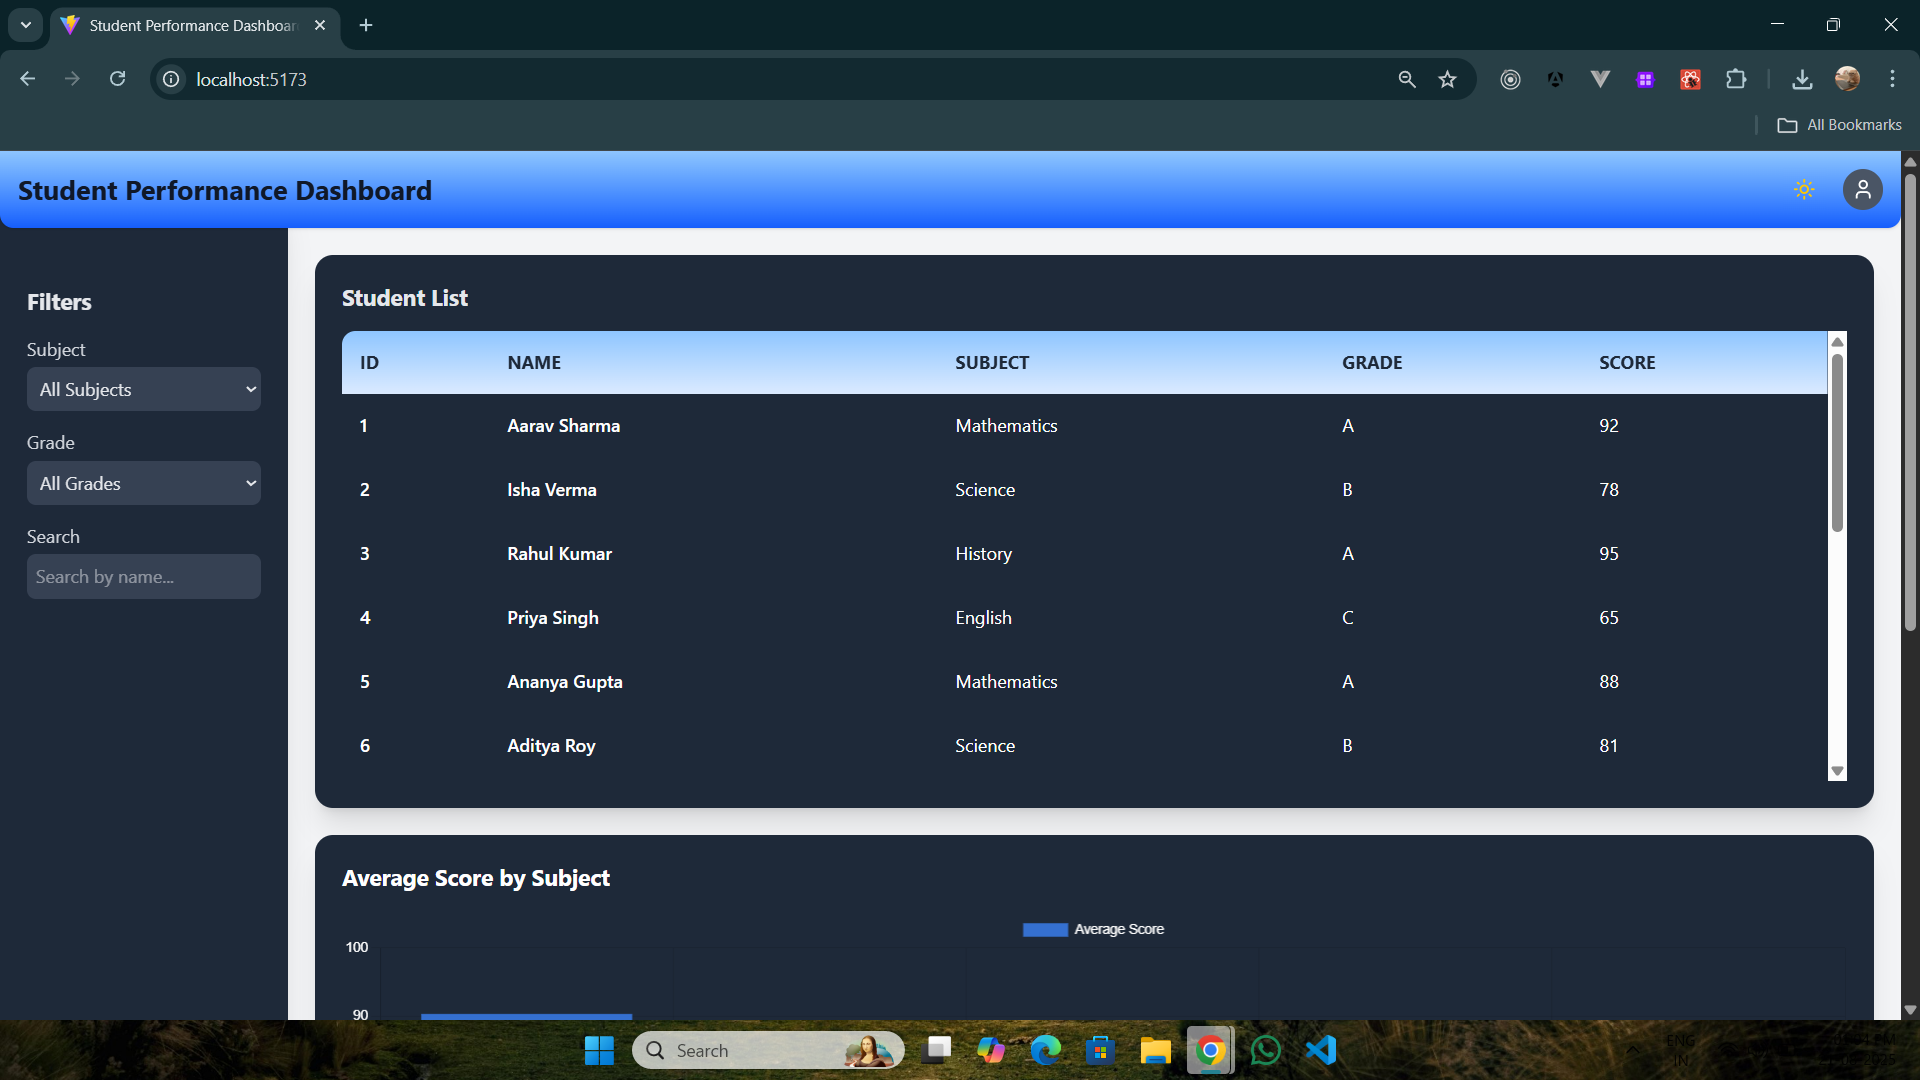 Student Performance Dashboar
localhost:5173
All Bookmarks
Student Performance Dashboard
Filters
Subject
All Subjects
Grade
All Grades
Search
Search by name...
Student List
ID NAME SUBJECT GRADE SCORE
1 Aarav Sharma Mathematics A 92
2 Isha Verma Science B 78
3 Rahul Kumar History A 95
4 Priya Singh English C 65
5 Ananya Gupta Mathematics A 88
6 Aditya Roy Science B 81
Average Score by Subject
Average Score
100
90
Search
ENG
IN